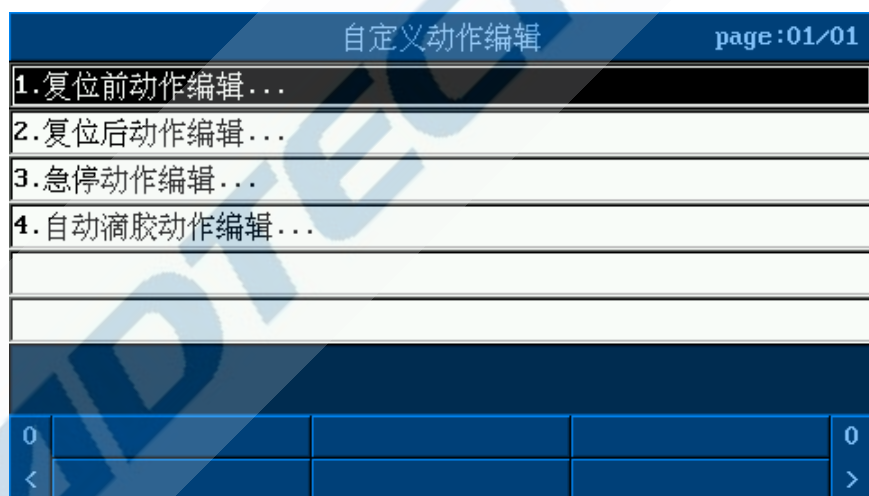 自定义动作编辑 page:01/01
1.复位前动作编辑...
2.复位后动作编辑...
3.急停动作编辑...
4.自动滴胶动作编辑...
0 0
< >